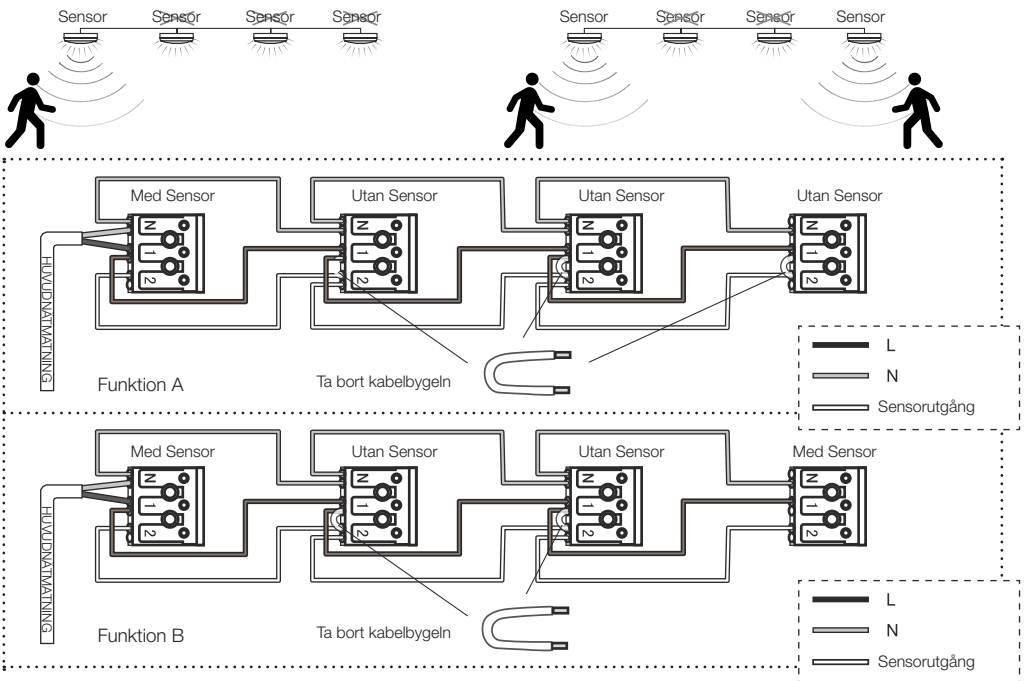 Sensor Sensor Sensor Sensor Sensor Sensor Sensor Sensor
Med Sensor Utan Sensor Utan Sensor Utan Sensor
N 1 2
N 1 2
N 1 2
N 1 2
HUVUDNÄTMATNING
Funktion A
Ta bort kabelbygeln
L
N
Sensorutgång
Med Sensor Utan Sensor Utan Sensor Med Sensor
N 1 2
N 1 2
N 1 2
N 1 2
HUVUDNÄTMATNING
Funktion B
Ta bort kabelbygeln
L
N
Sensorutgång